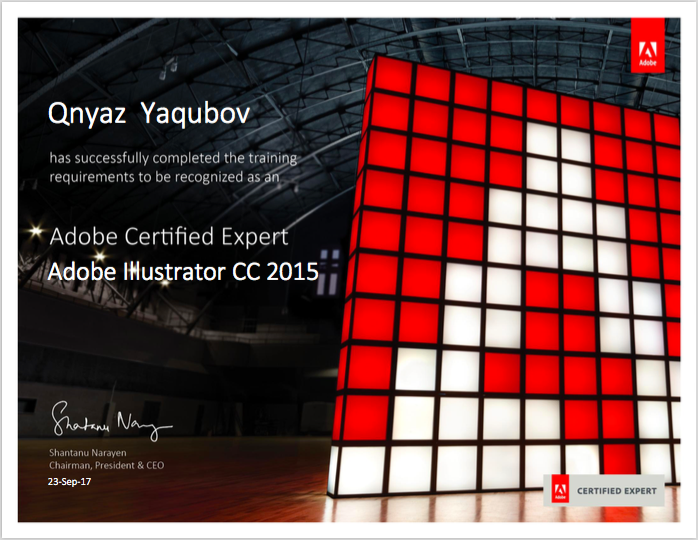 Adobe
Qnyaz Yaqubov
has successfully completed the training
requirements to be recognized as an
Adobe Certified Expert
Adobe Illustrator CC 2015
Shantanu Narayen
Chairman, President & CEO
23-Sep-17
Adobe
CERTIFIED EXPERT